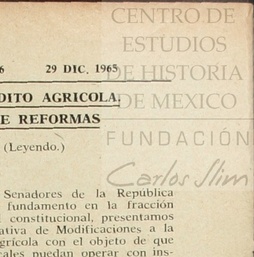 CENTRO DE
ESTUDIOS
DE HISTORIA
DE MEXICO
FUNDACIÓN
Carlos Slim
6 29 DIC. 1965
DITO AGRICOLA,
E REFORMAS
(Leyendo.)
Senadores de la República
fundamento en la fracción
l constitucional, presentamos
ativa de Modificaciones a la
grícola con el objeto de que
cales puedan operar con ins-